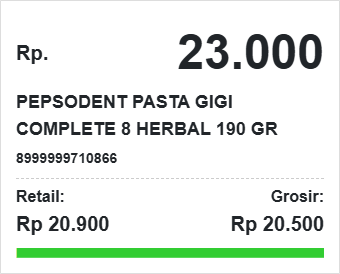 Rp. 23.000
PEPSODENT PASTA GIGI
COMPLETE 8 HERBAL 190 GR
8999999710866
Retail: Grosir:
Rp 20.900 Rp 20.500